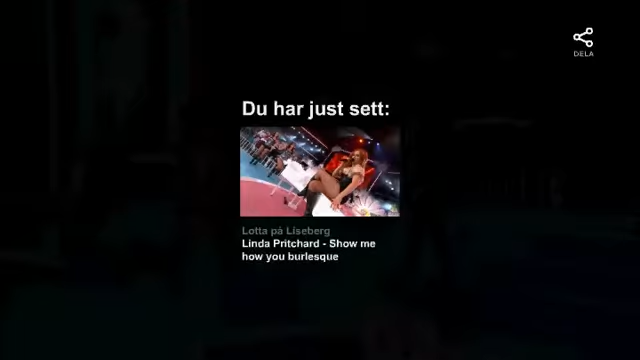 DELA
Du har just sett:
Lotta på Liseberg
Linda Pritchard - Show me
how you burlesque